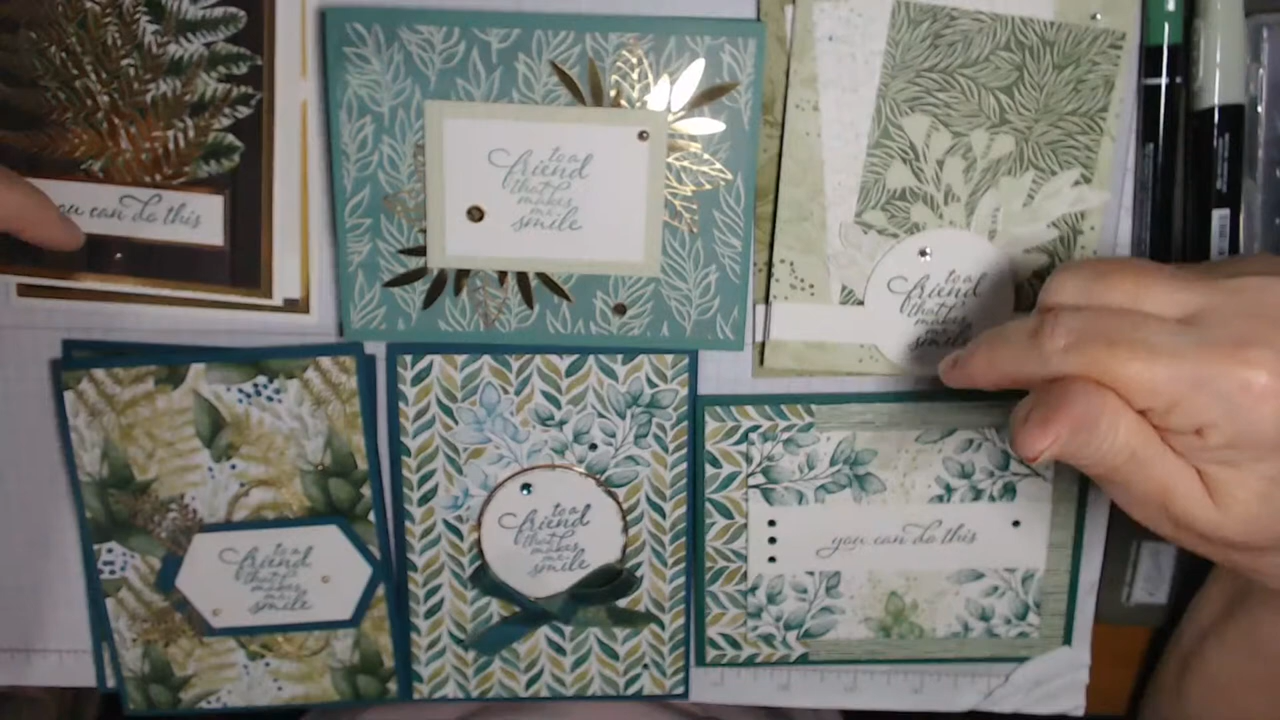 you can do this
to a
friend
that
makes
me
smile
to a
friend
that
makes
me
smile
to a
friend
that
makes
me
smile
to a
friend
that
makes
me
smile
you can do this